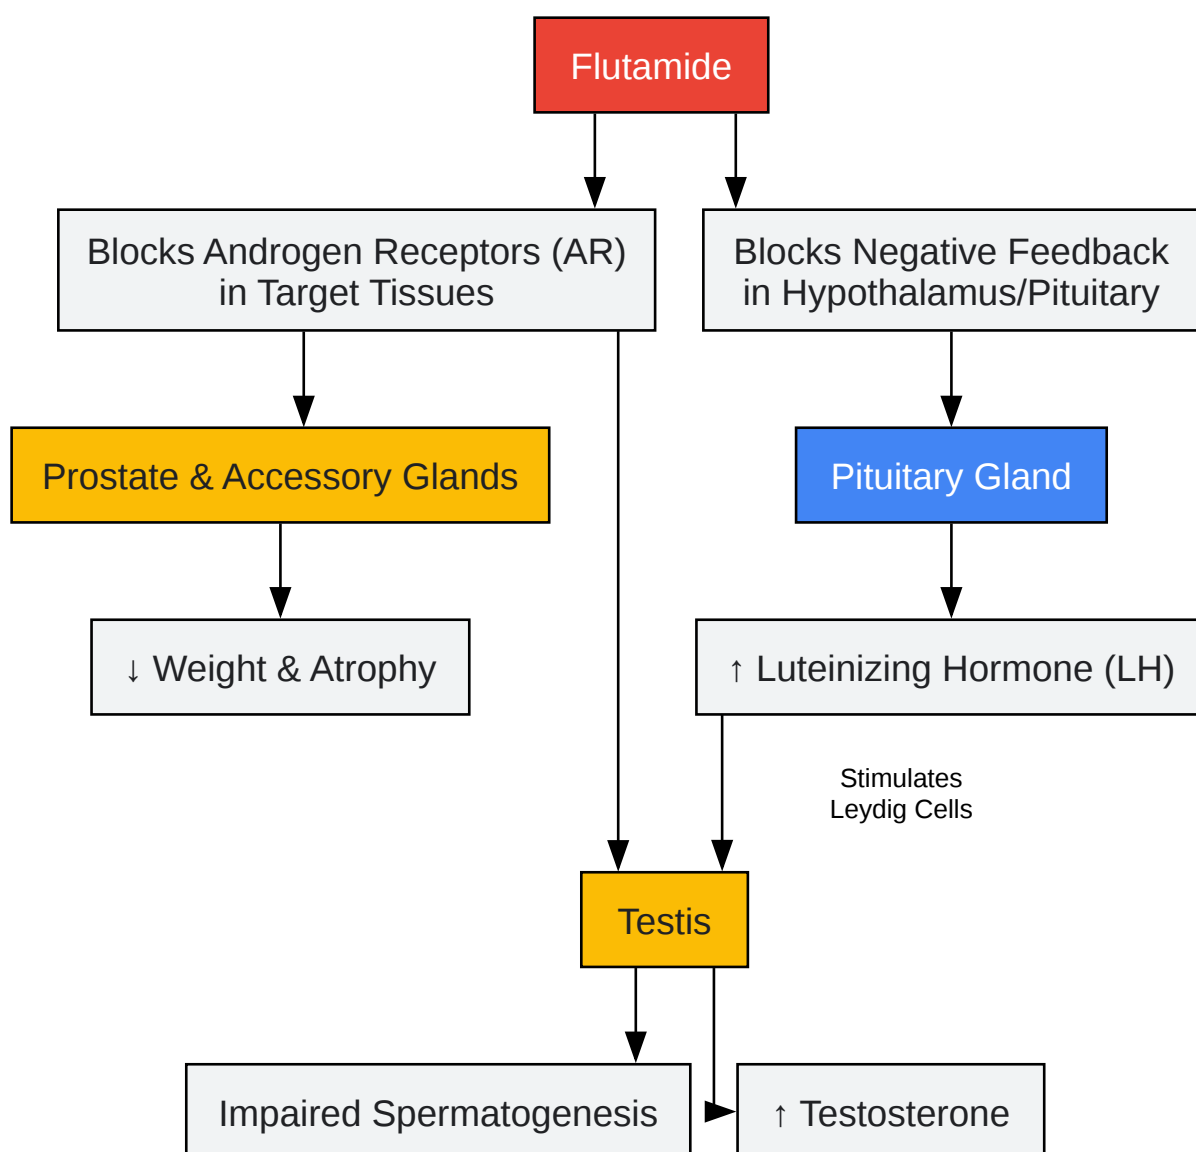 Flutamide
Blocks Androgen Receptors (AR)
in Target Tissues
Blocks Negative Feedback
in Hypothalamus/Pituitary
Prostate & Accessory Glands
Pituitary Gland
↓ Weight & Atrophy
↑ Luteinizing Hormone (LH)
Stimulates
Leydig Cells
Testis
Impaired Spermatogenesis
↑ Testosterone